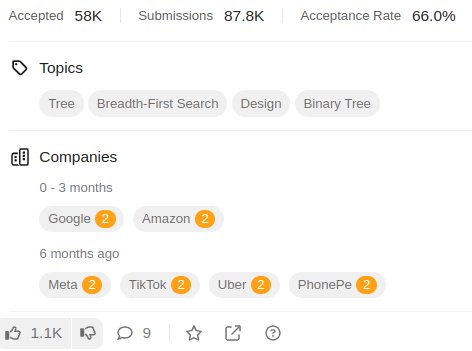 Accepted 58K Submissions 87.8K Acceptance Rate 66.0%
Topics
Tree Breadth-First Search Design Binary Tree
Companies
0 - 3 months
Google 2 Amazon 2
6 months ago
Meta 2 TikTok 2 Uber 2 PhonePe 2
1.1K 9